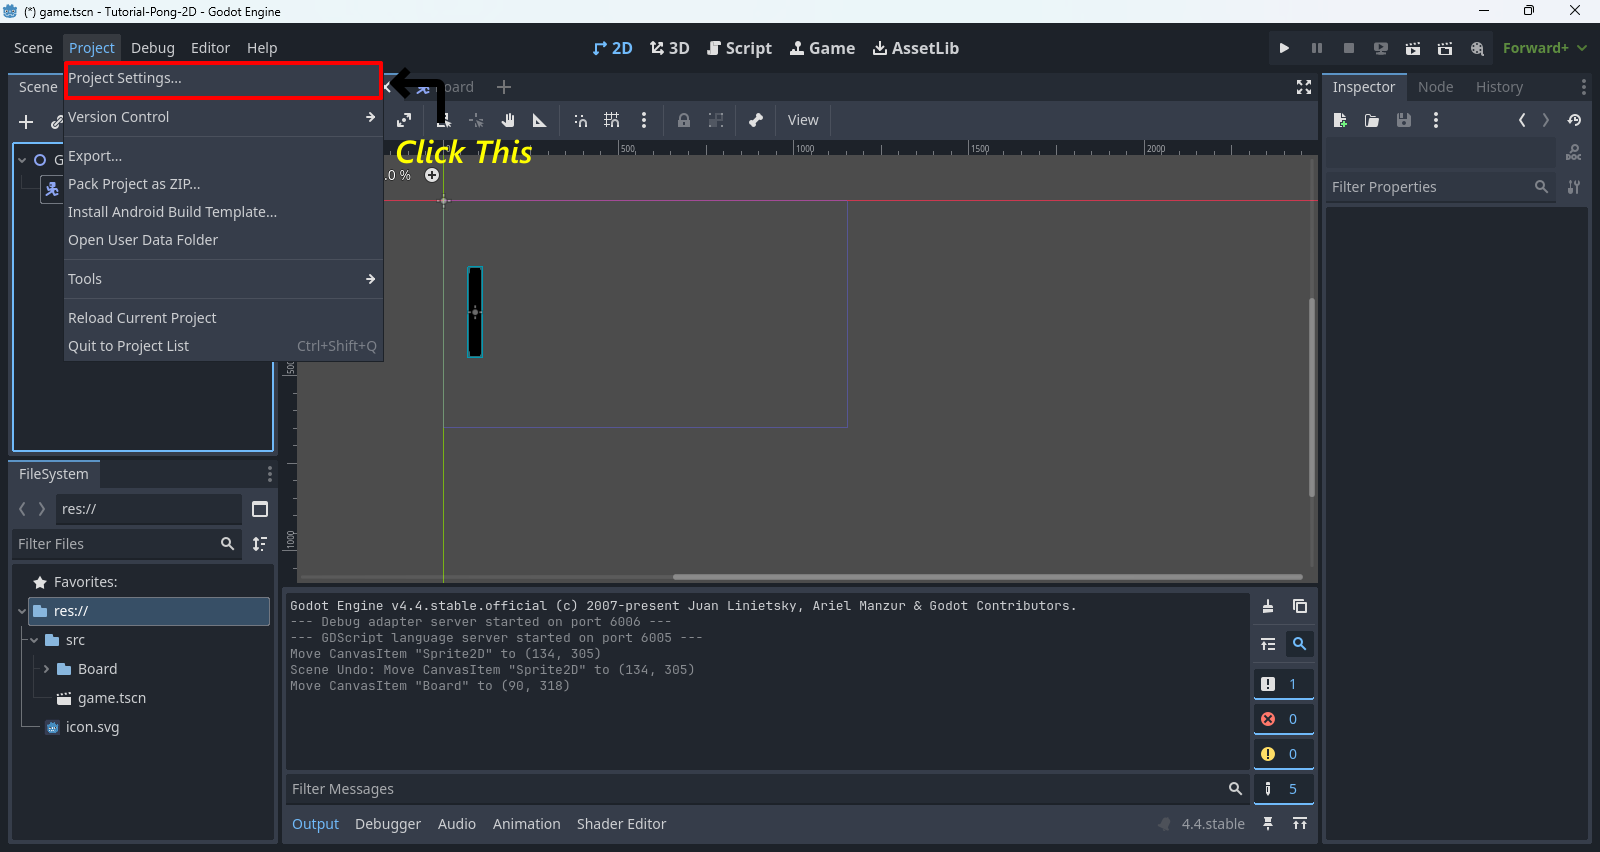 (*) game.tscn - Tutorial-Pong-2D - Godot Engine
Scene Project Debug Editor Help
2D 3D Script Game AssetLib
Forward+
Project Settings...
Version Control
Export...
Pack Project as ZIP...
Install Android Build Template...
Open User Data Folder
Tools
Reload Current Project
Quit to Project List Ctrl+Shift+Q
Scene
Click This
View
.0 %
500 1000 1500 2000
500
1000
FileSystem
res://
Filter Files
Favorites:
res://
src
Board
game.tscn
icon.svg
Godot Engine v4.4.stable.official (c) 2007-present Juan Linietsky, Ariel Manzur & Godot Contributors.
--- Debug adapter server started on port 6006 ---
--- GDScript language server started on port 6005 ---
Move CanvasItem "Sprite2D" to (134, 305)
Scene Undo: Move CanvasItem "Sprite2D" to (134, 305)
Move CanvasItem "Board" to (90, 318)
1
0
0
5
Filter Messages
Output Debugger Audio Animation Shader Editor
4.4.stable
Inspector Node History
DOC
Filter Properties